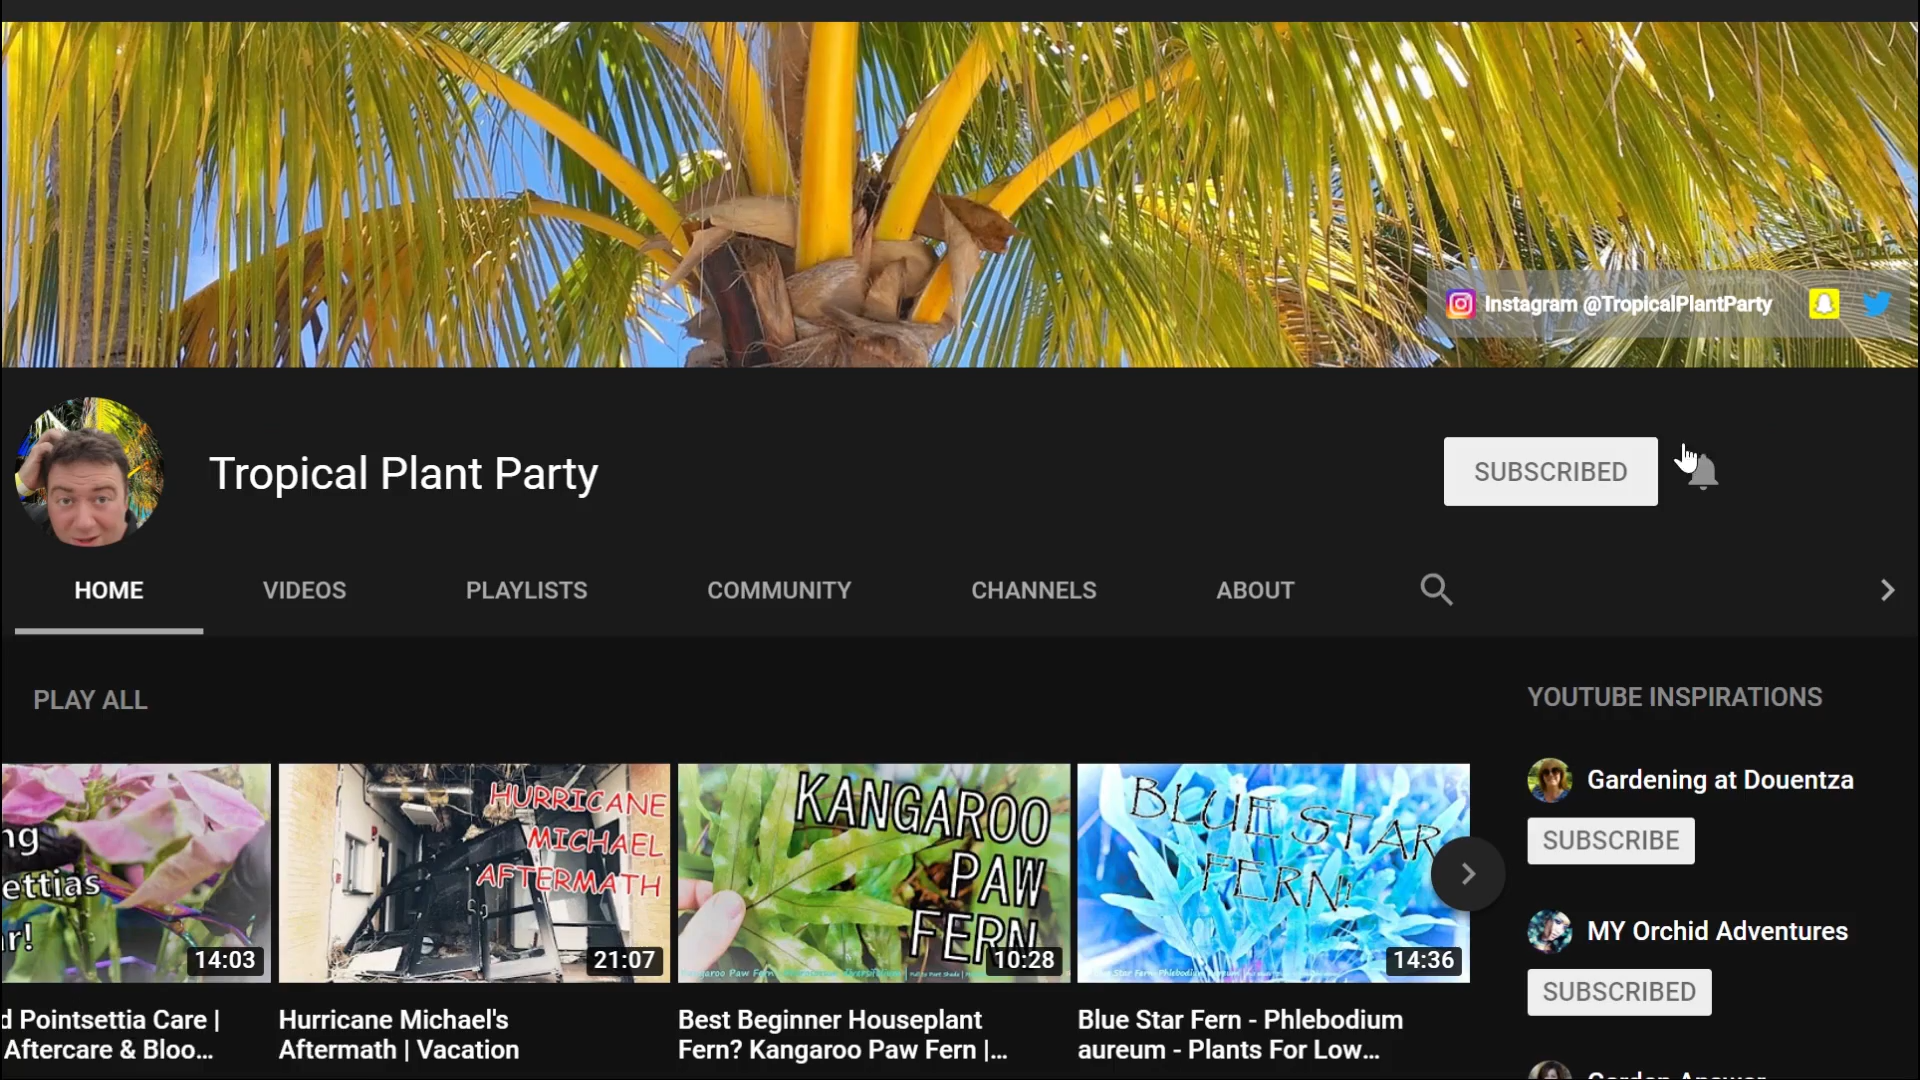 Instagram @TropicalPlantParty
Tropical Plant Party
SUBSCRIBED
HOME
VIDEOS
PLAYLISTS
COMMUNITY
CHANNELS
ABOUT
PLAY ALL
YOUTUBE INSPIRATIONS
ng
ettias
r!
14:03
HURRICANE
MICHAEL
AFTERMATH
21:07
KANGAROO
PAW
FERN
10:28
BLUE STAR
FERN!
14:36
d Pointsettia Care |
Aftercare & Bloo...
Hurricane Michael's
Aftermath | Vacation
Best Beginner Houseplant
Fern? Kangaroo Paw Fern |...
Blue Star Fern - Phlebodium
aureum - Plants For Low...
Gardening at Douentza
SUBSCRIBE
MY Orchid Adventures
SUBSCRIBED